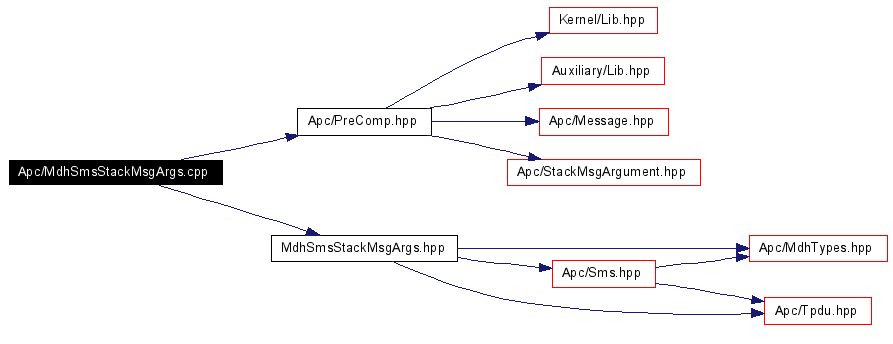 Kernel/Lib.hpp
Auxiliary/Lib.hpp
Apc/PreComp.hpp
Apc/Message.hpp
Apc/MdhSmsStackMsgArgs.cpp
Apc/StackMsgArgument.hpp
MdhSmsStackMsgArgs.hpp
Apc/MdhTypes.hpp
Apc/Sms.hpp
Apc/Tpdu.hpp